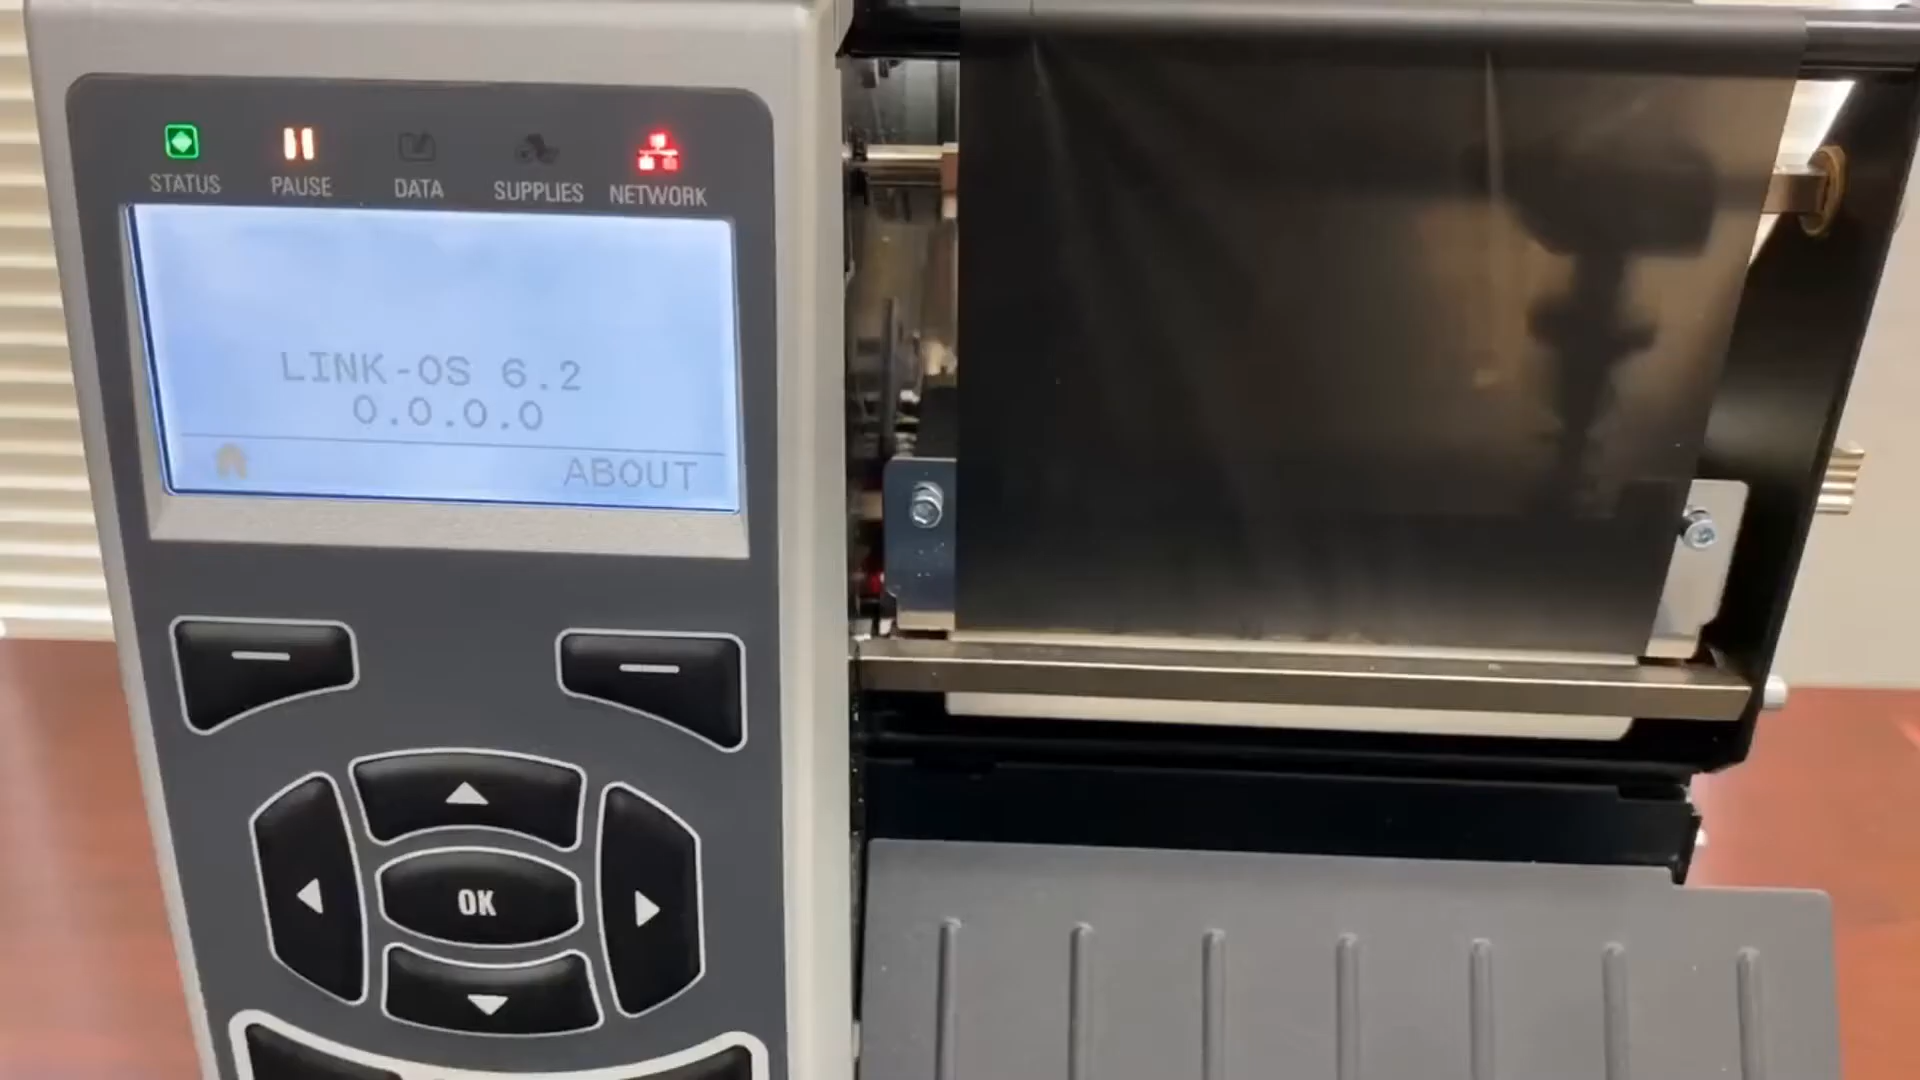 STATUS PAUSE DATA SUPPLIES NETWORK
LINK-OS 6.2
0.0.0.0
ABOUT
OK